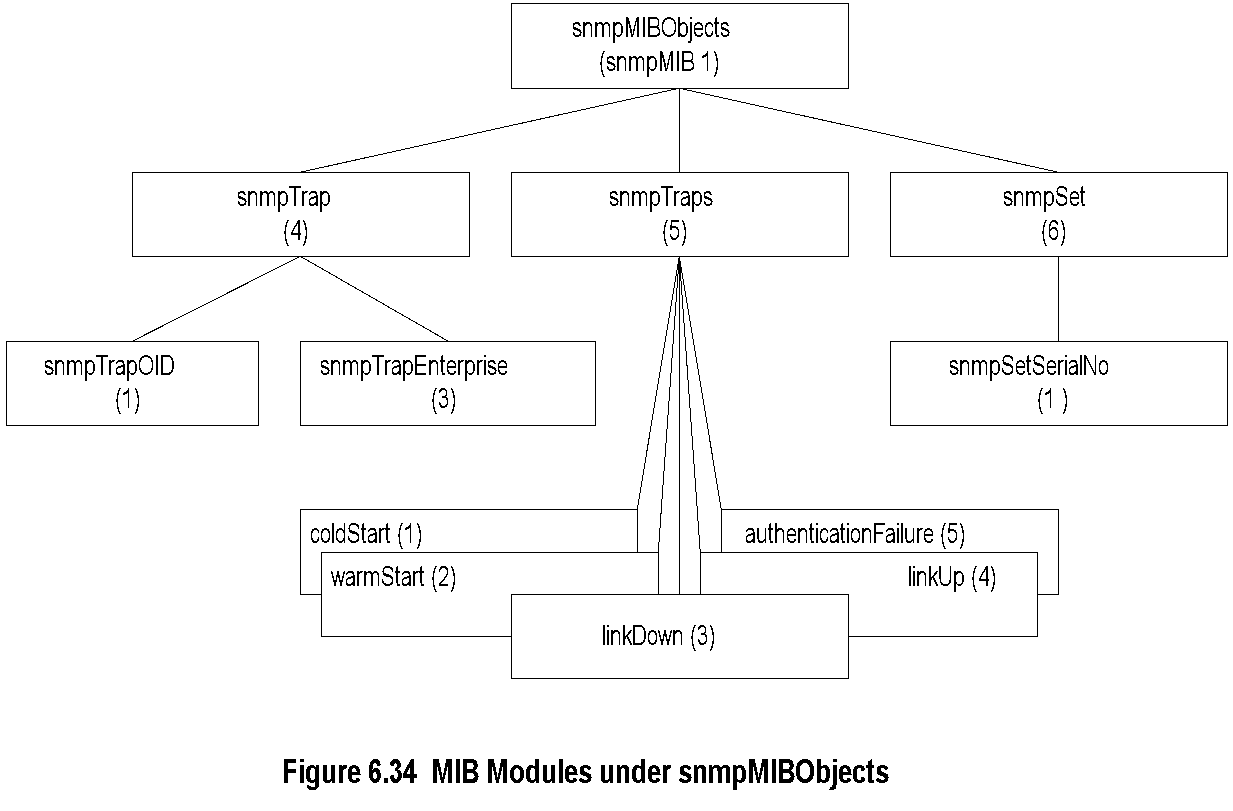 snmpMIBObjects
(snmpMIB 1)
snmpTrap
(4)
snmpTraps
(5)
snmpSet
(6)
snmpTrapOID
(1)
snmpTrapEnterprise
(3)
snmpSetSerialNo
(1 )
coldStart (1)
authenticationFailure (5)
warmStart (2)
linkUp (4)
linkDown (3)
Figure 6.34 MIB Modules under snmpMIBObjects